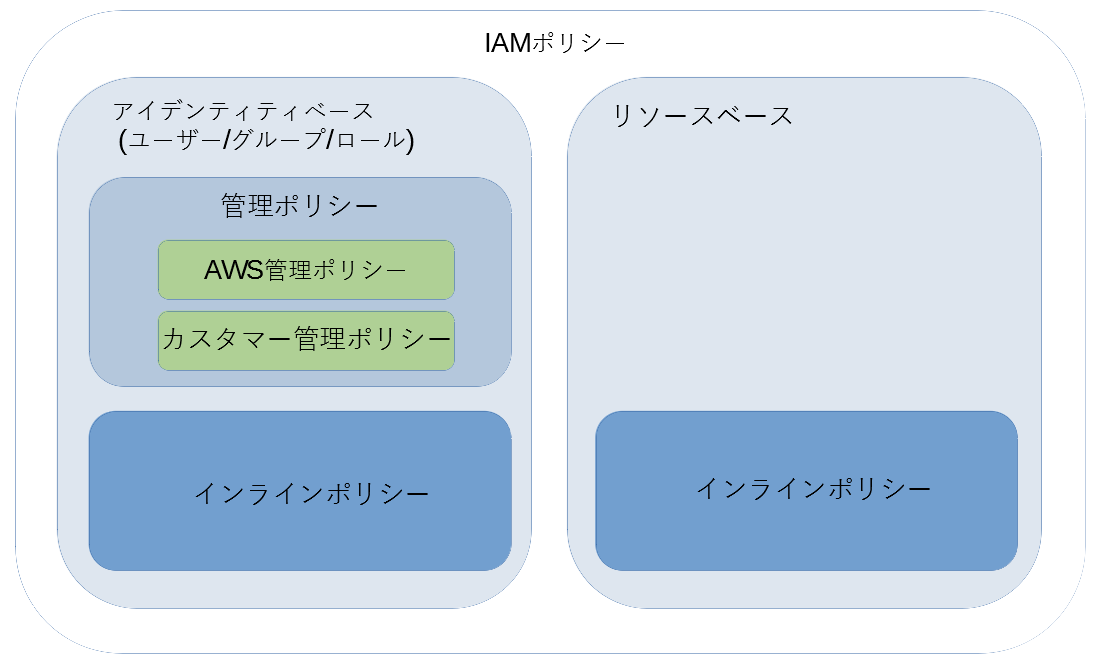 IAMポリシー
アイデンティティベース
(ユーザー/グループ/ロール)
管理ポリシー
AWS管理ポリシー
カスタマー管理ポリシー
インラインポリシー
リソースベース
インラインポリシー